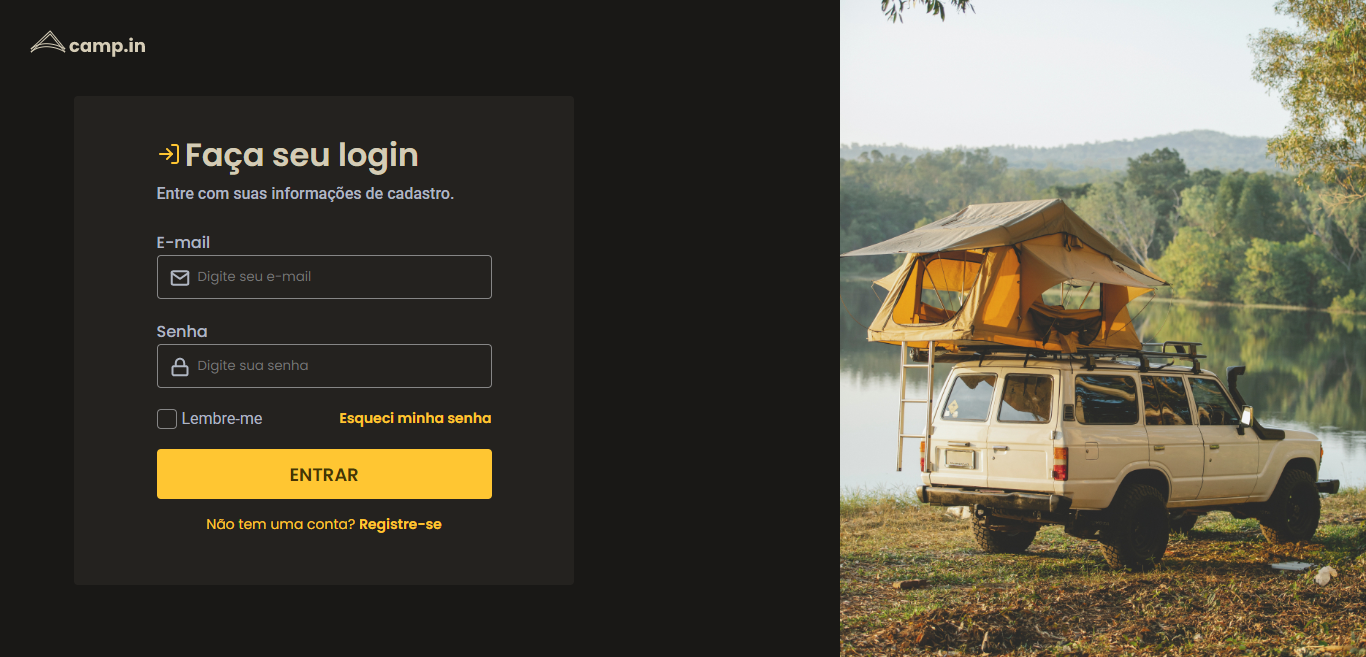 camp.in
Faça seu login
Entre com suas informações de cadastro.
E-mail
Digite seu e-mail
Senha
Digite sua senha
Lembre-me Esqueci minha senha
ENTRAR
Não tem uma conta? Registre-se